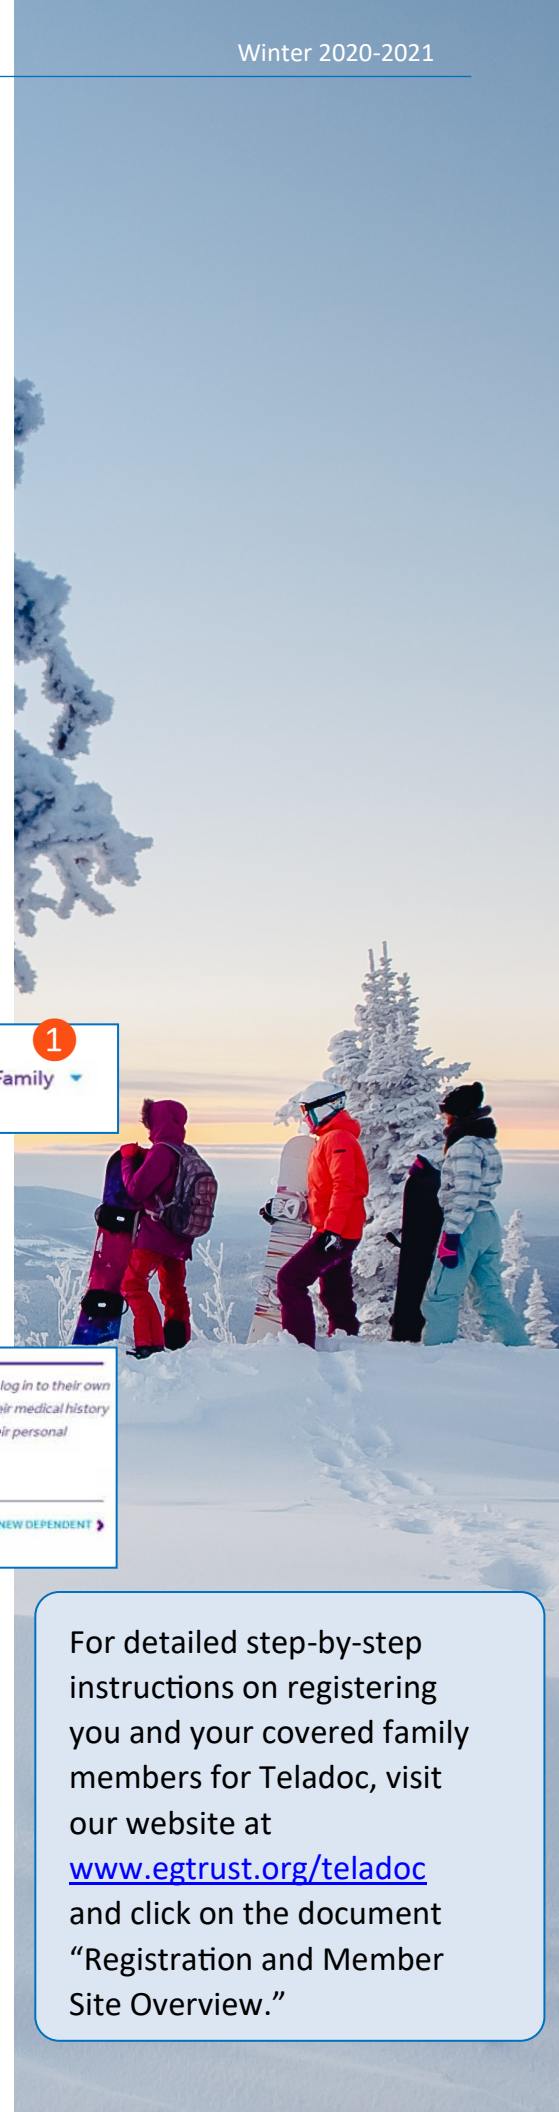 Winter 2020-2021
1
Family
log in to their own
medical history
personal
NEW DEPENDENT
For detailed step-by-step
instructions on registering
you and your covered family
members for Teladoc, visit
our website at
www.egtrust.org/teladoc
and click on the document
“Registration and Member
Site Overview.”